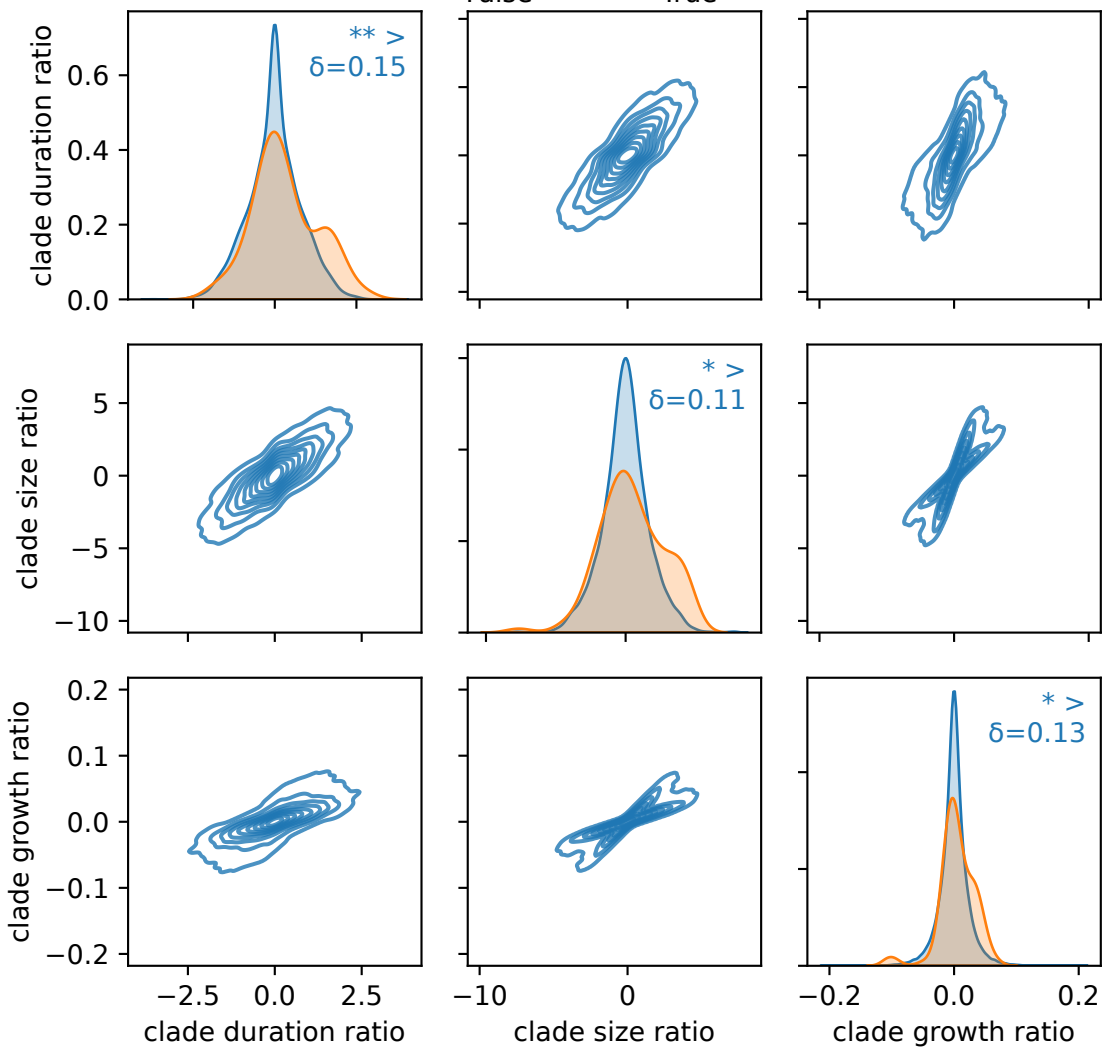 False True
clade duration ratio
0.6
0.4
0.2
0.0
** >
δ=0.15
clade size ratio
5
0
−5
−10
* >
δ=0.11
clade growth ratio
0.2
0.1
0.0
−0.1
−0.2
* >
δ=0.13
−2.5 0.0 2.5
−10 0
−0.2 0.0 0.2
clade duration ratio
clade size ratio
clade growth ratio